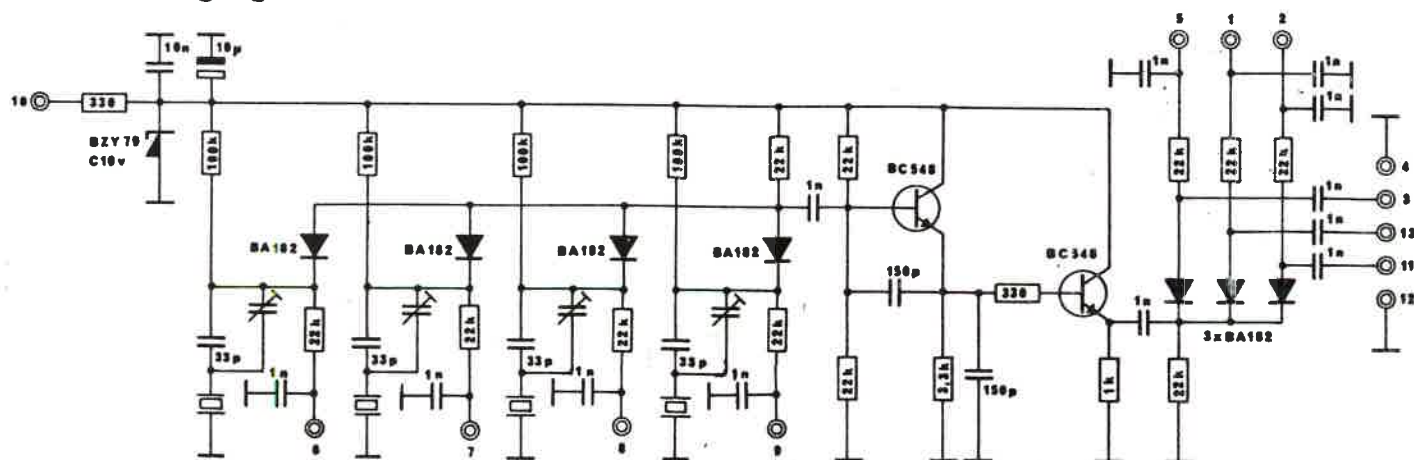 5 1 2
10n 10µ 1n 1n
1n
10 330
BZY79
C10v
100k 100k 100k 100k 22k 22k 22k 22k 22k
BC548
4
1n 1n 3
BA182 BA182 BA182 BA182 BC548 1n 13
1n 11
150p 330
1n 12
22k 22k 22k 22k
33p 33p 33p 33p 3xBA182
1n 1n 1n 1n
22k 3,3k 150p 1k 22k
6 7 8 9